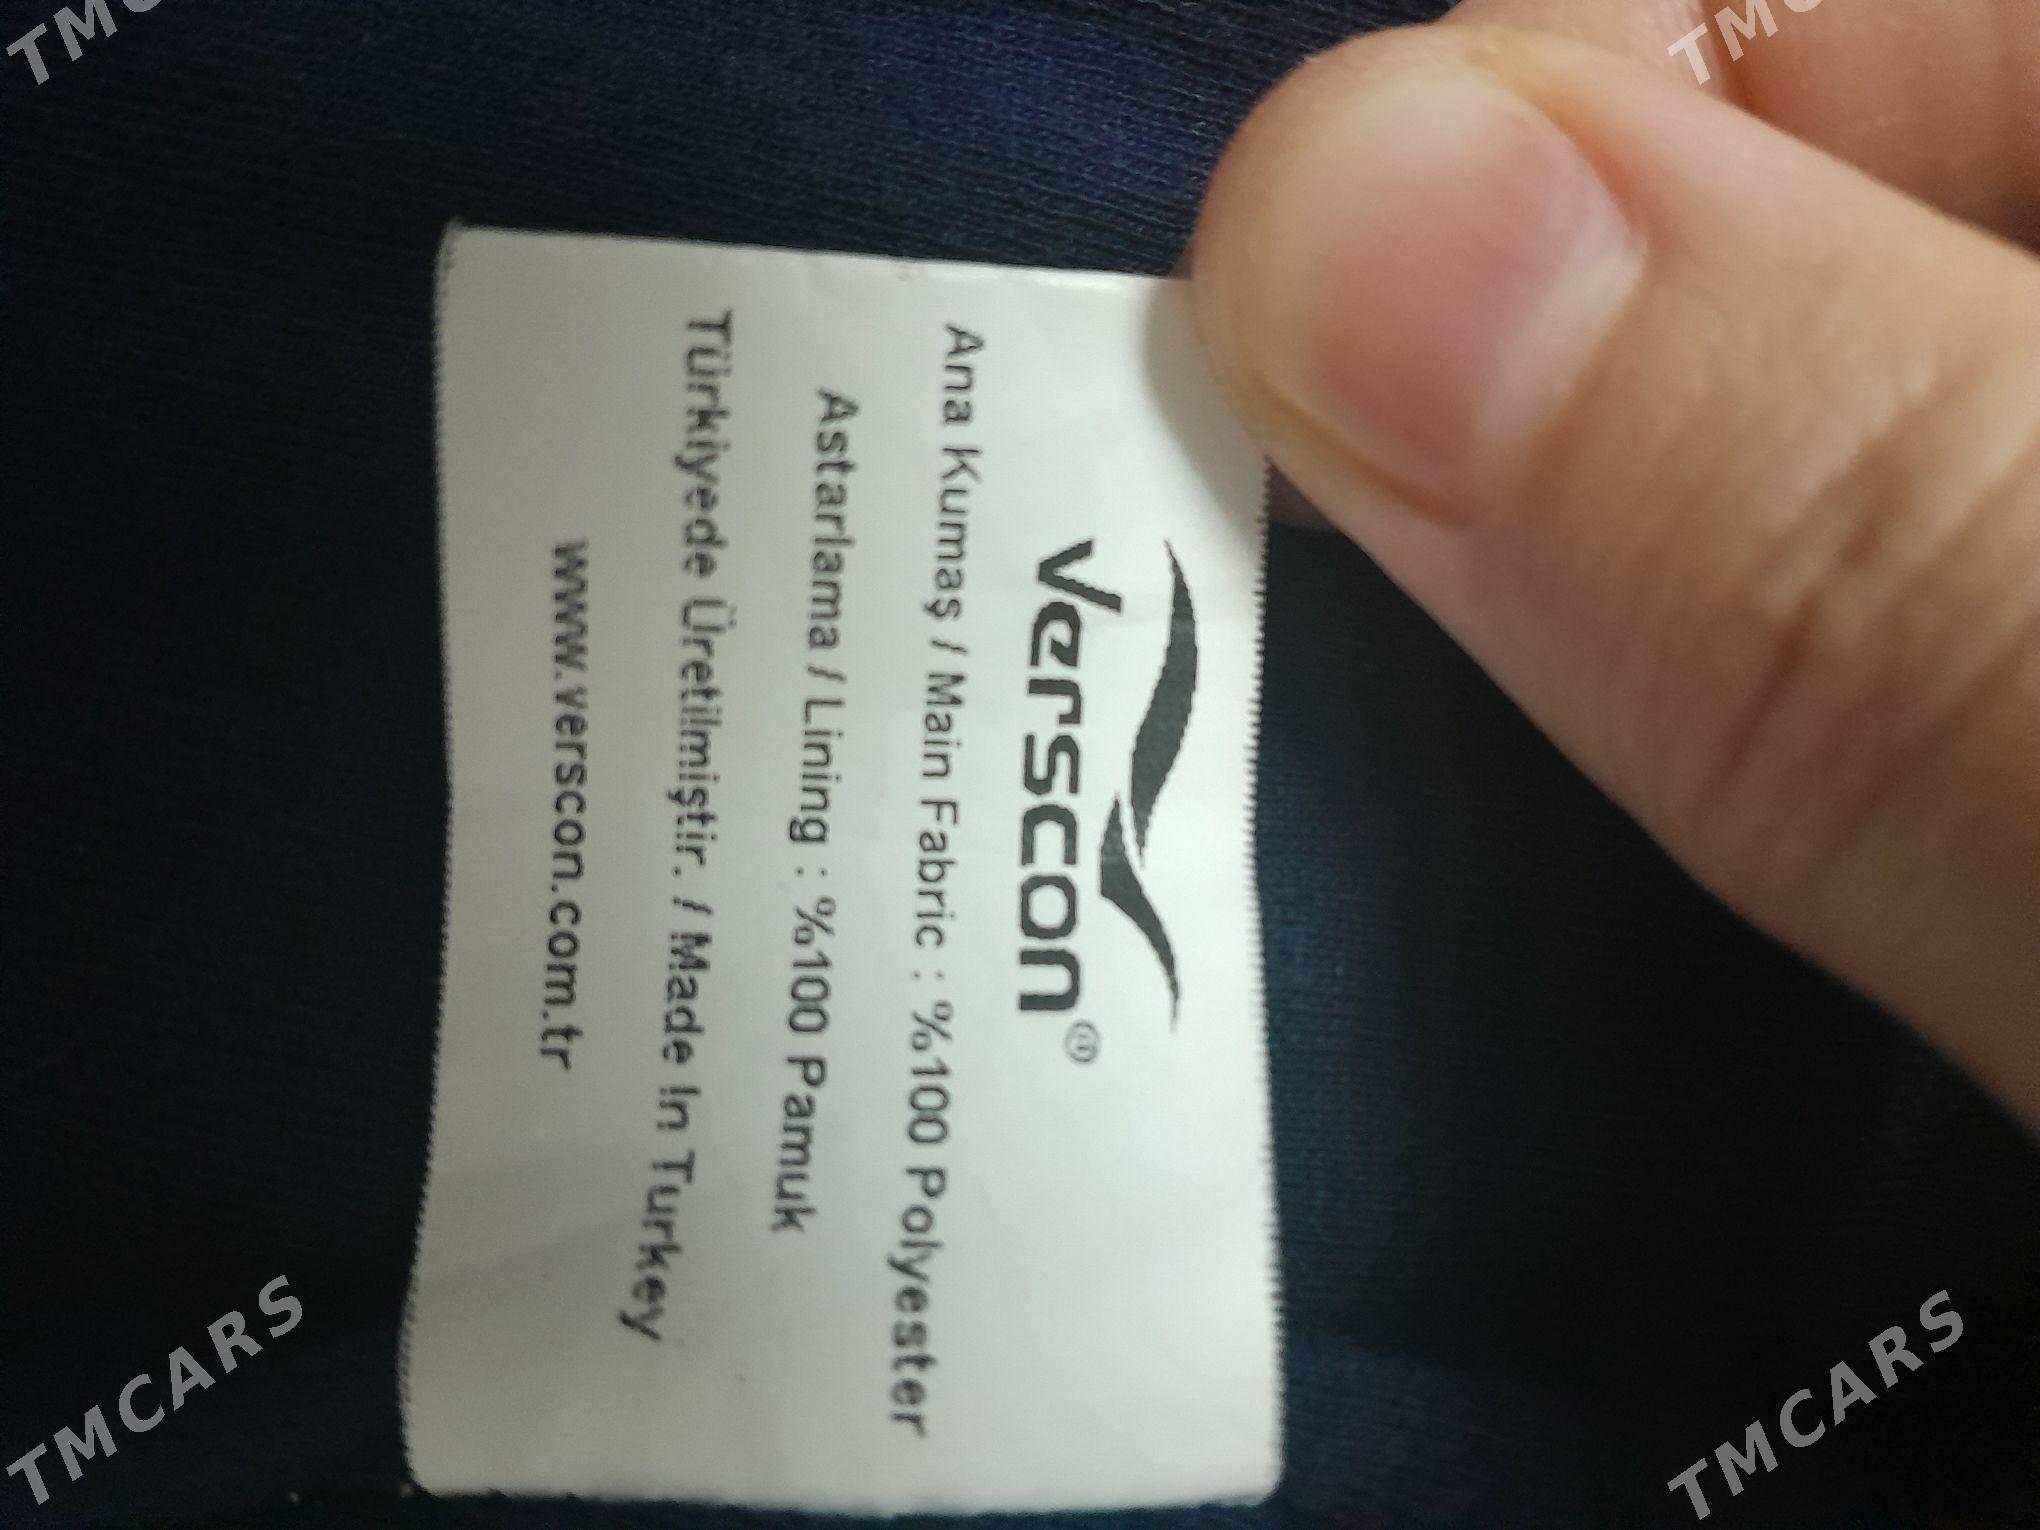 Verscon®
Ana Kumaş / Main Fabric : %100 Polyester
Astarlama / Lining : %100 Pamuk
Türkiyede Üretilmiştir. / Made In Turkey
www.verscon.com.tr
TMCARS
TMCARS